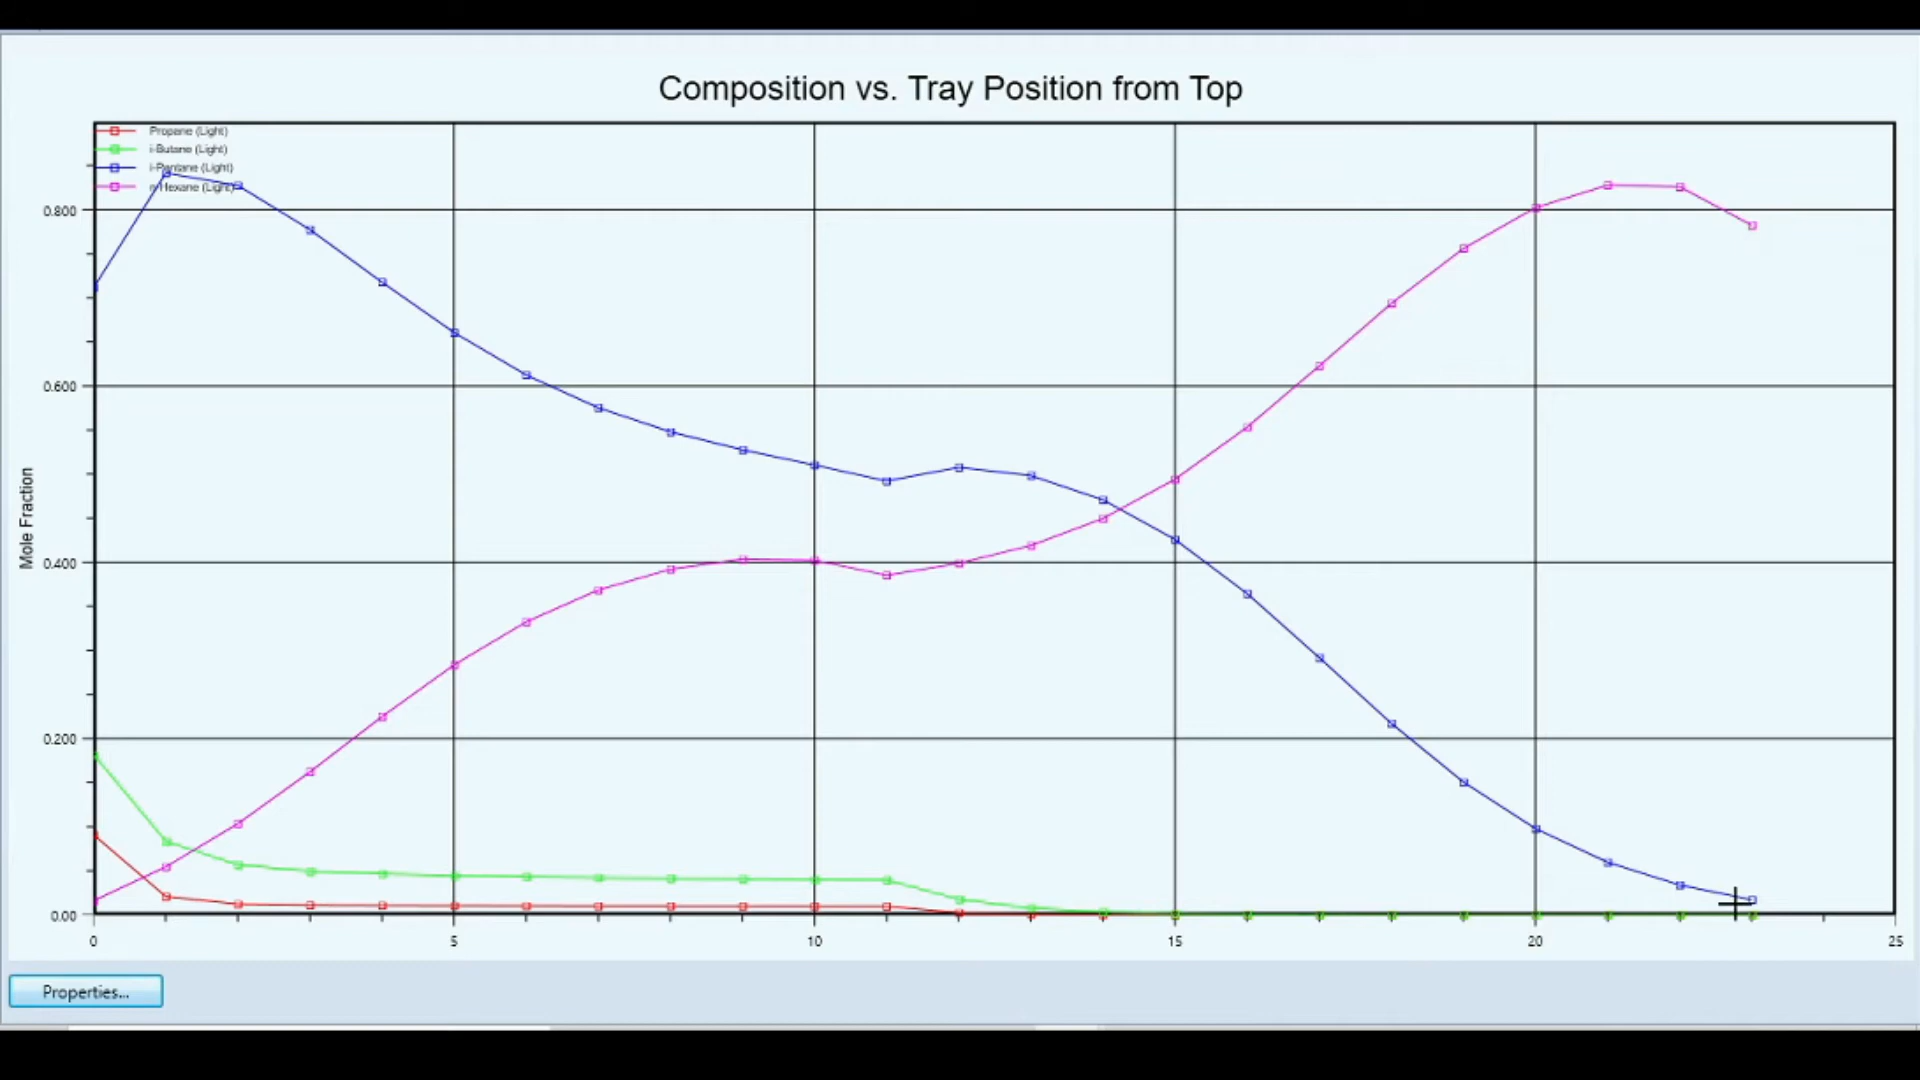 Composition vs. Tray Position from Top
Propane (Light)
i-Butane (Light)
i-Pentane (Light)
n-Hexane (Light)
Mole Fraction
0.800
0.600
0.400
0.200
0.00
0 5 10 15 20 25
Properties...